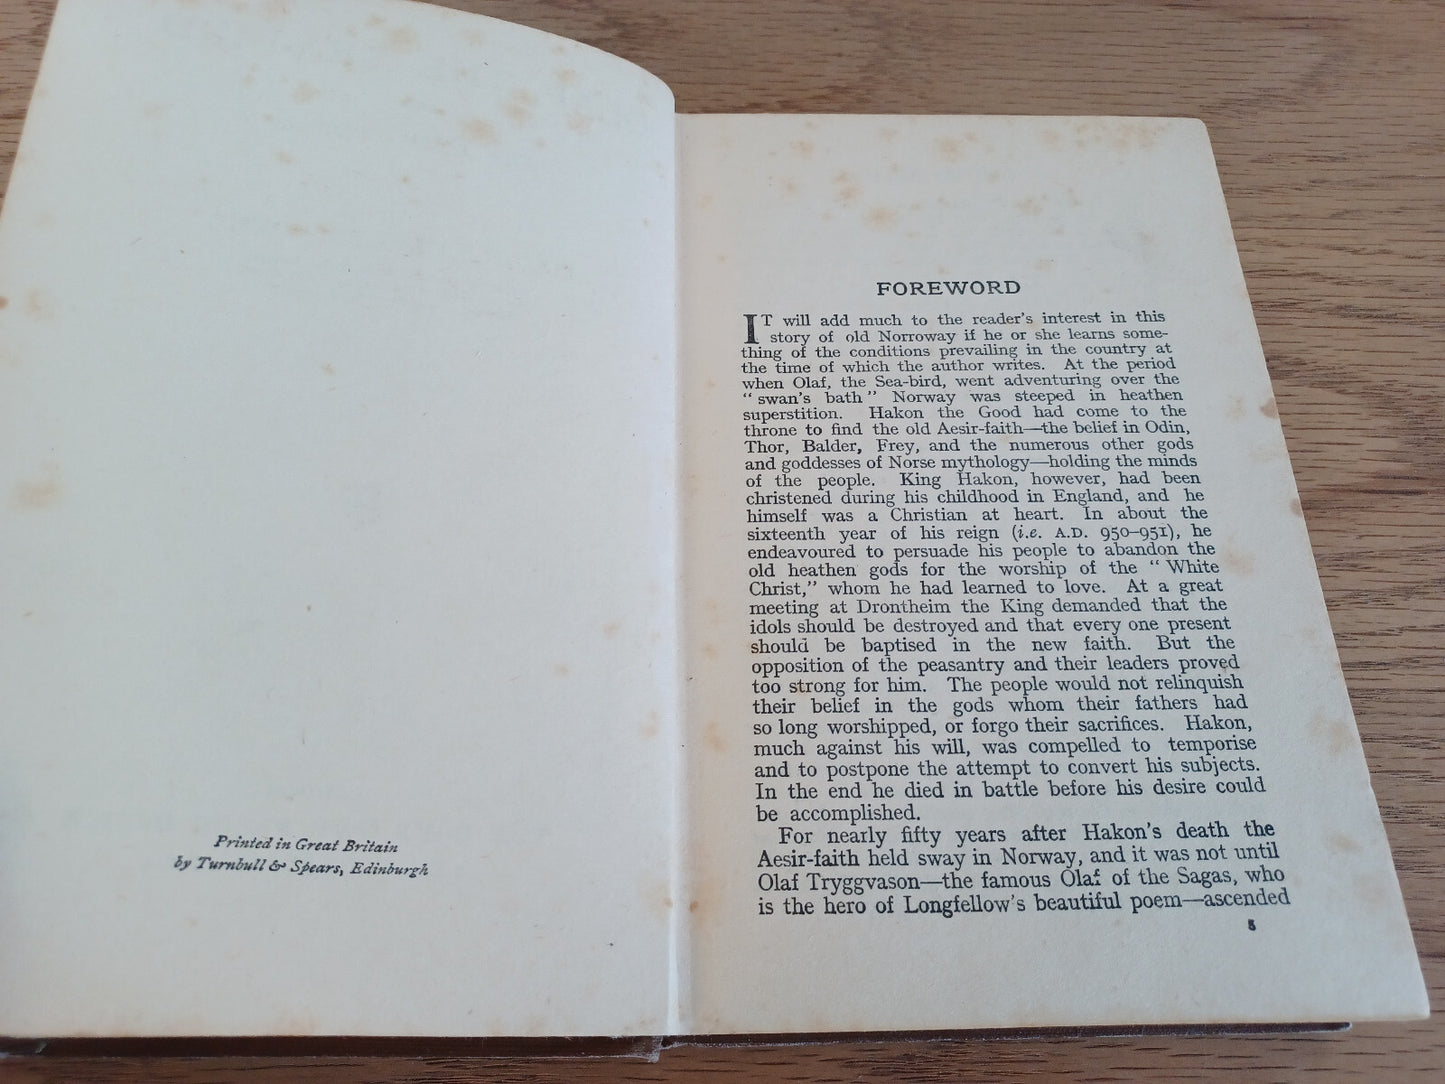 Printed in Great Britain
by Turnbull & Spears, Edinburgh
FOREWORD
IT will add much to the reader's interest in this
story of old Norroway if he or she learns some-
thing of the conditions prevailing in the country at
the time of which the author writes. At the period
when Olaf, the Sea-bird, went adventuring over the
“ swan's bath ” Norway was steeped in heathen
superstition. Hakon the Good had come to the
throne to find the old Aesir-faith—the belief in Odin,
Thor, Balder, Frey, and the numerous other gods
and goddesses of Norse mythology—holding the minds
of the people. King Hakon, however, had been
christened during his childhood in England, and he
himself was a Christian at heart. In about the
sixteenth year of his reign (i.e. A.D. 950–951), he
endeavoured to persuade his people to abandon the
old heathen gods for the worship of the “ White
Christ,” whom he had learned to love. At a great
meeting at Drontheim the King demanded that the
idols should be destroyed and that every one present
should be baptised in the new faith. But the
opposition of the peasantry and their leaders proved
too strong for him. The people would not relinquish
their belief in the gods whom their fathers had
so long worshipped, or forgo their sacrifices. Hakon,
much against his will, was compelled to temporise
and to postpone the attempt to convert his subjects.
In the end he died in battle before his desire could
be accomplished.
For nearly fifty years after Hakon's death the
Aesir-faith held sway in Norway, and it was not until
Olaf Tryggvason—the famous Olaf of the Sagas, who
is the hero of Longfellow's beautiful poem—ascended
5